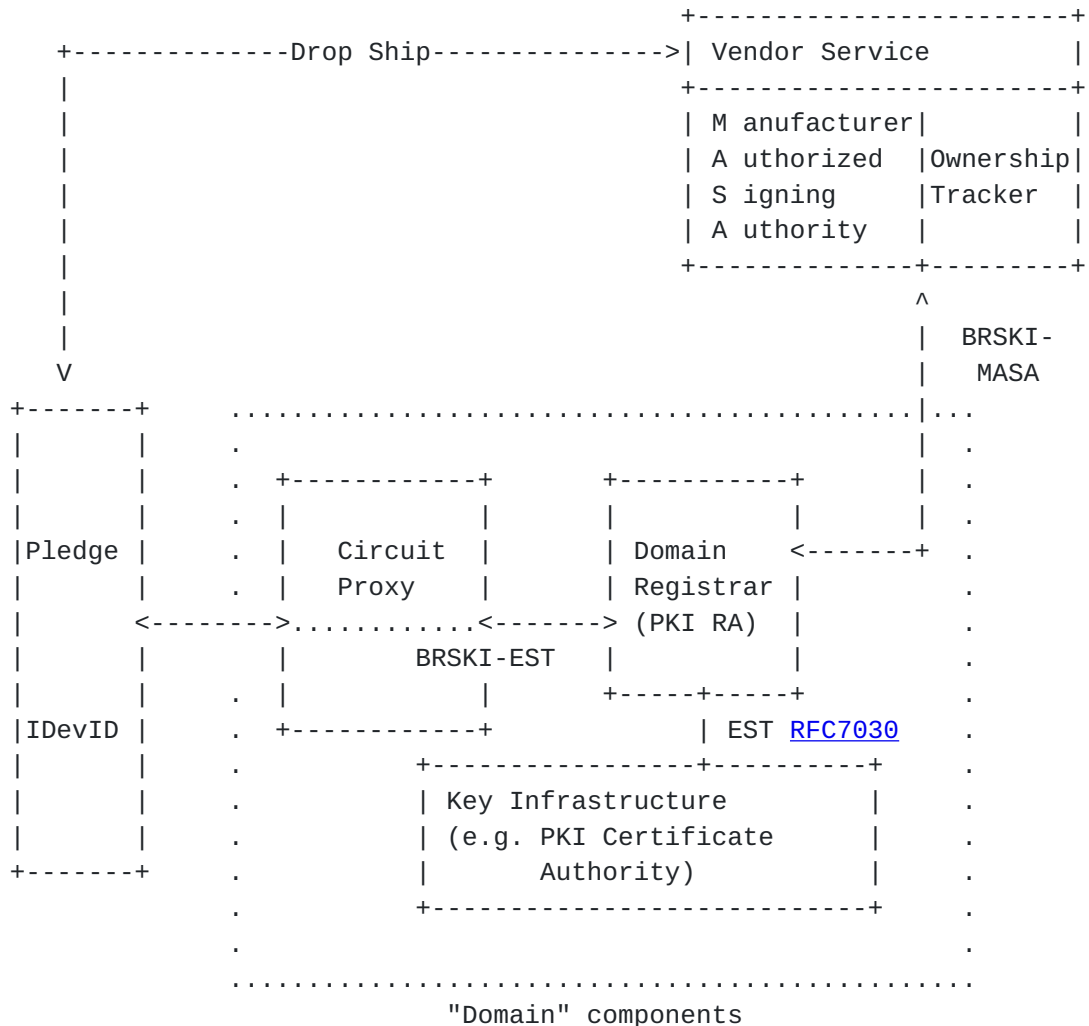 Drop Ship
Vendor Service
M anufacturer
A uthorized Ownership
S igning Tracker
A uthority
BRSKI-
V MASA
Pledge Circuit Domain
Proxy Registrar
(PKI RA)
BRSKI-EST
IDevID EST RFC7030
Key Infrastructure
(e.g. PKI Certificate
Authority)
"Domain" components